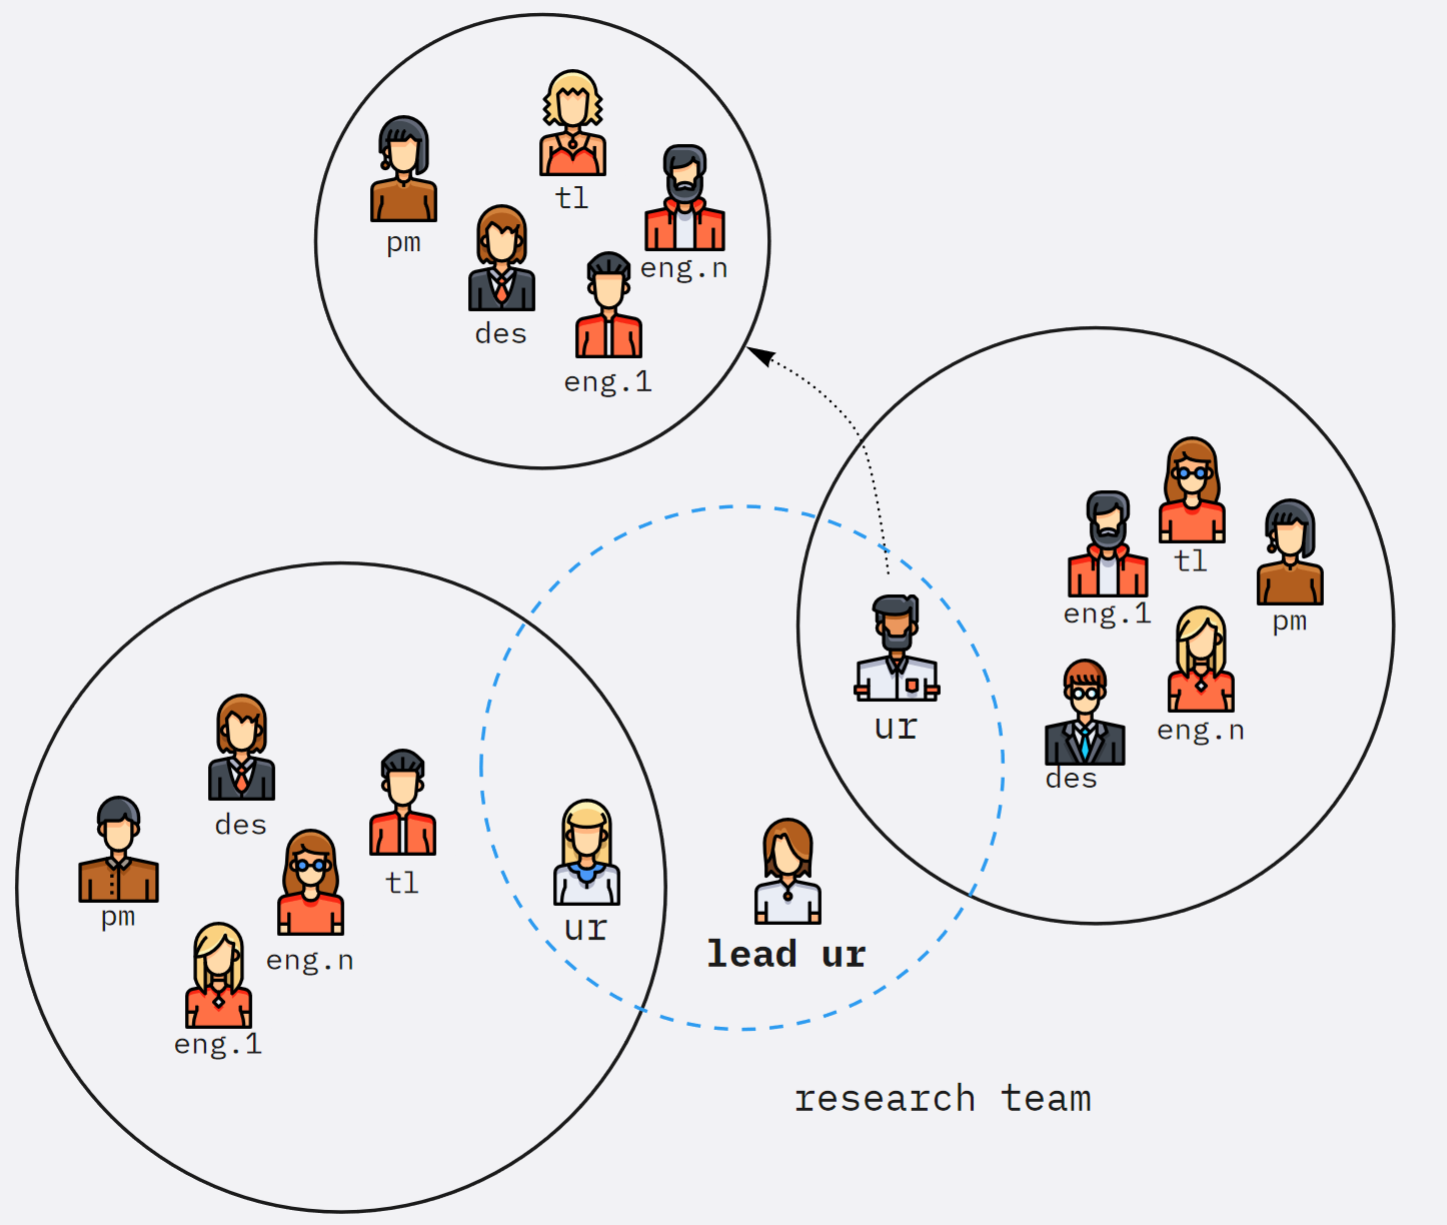 tl
pm
eng.n
des
eng.1
tl
eng.1
pm
ur
eng.n
des
des
tl
pm
ur
eng.n
lead ur
eng.1
research team